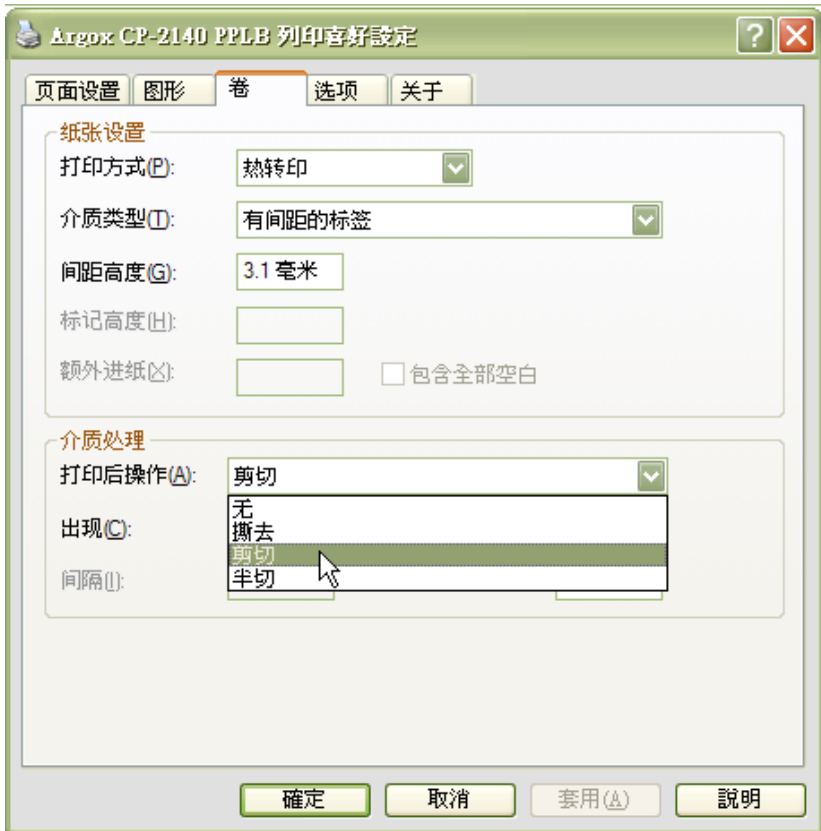 Argox CP-2140 PPLB 列印喜好設定
页面设置 图形 卷 选项 关于
纸张设置
打印方式(P): 热转印
介质类型(T): 有间距的标签
间距高度(G): 3.1 毫米
标记高度(H):
额外进纸(X): 包含全部空白
介质处理
打印后操作(A): 剪切
无
撕去
出现(C):
剪切
半切
间隔(I):
確定 取消 套用(A) 說明